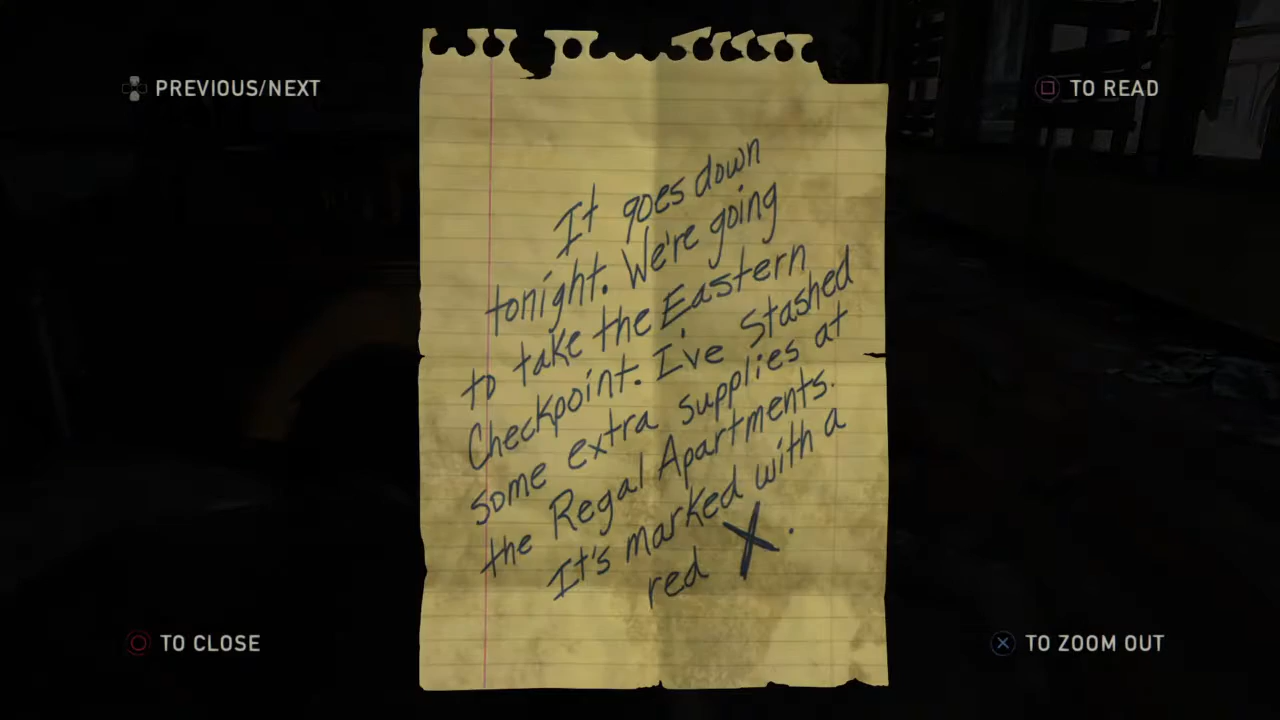 PREVIOUS/NEXT
TO READ
It goes down
tonight. We're going
to take the Eastern
Checkpoint. I've Stashed
some extra supplies at
the Regal Apartments.
It's marked with a
red X.
TO CLOSE
TO ZOOM OUT